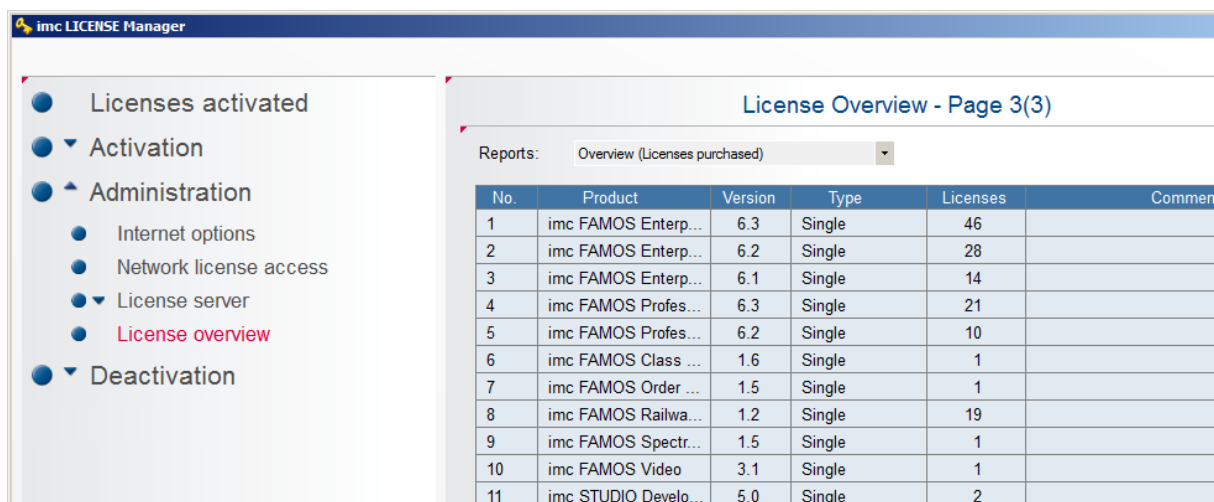 imc LICENSE Manager
Licenses activated
Activation
Administration
Internet options
Network license access
License server
License overview
Deactivation
License Overview - Page 3(3)
Reports: Overview (Licenses purchased)
No. Product Version Type Licenses Commen
1 imc FAMOS Enterp... 6.3 Single 46
2 imc FAMOS Enterp... 6.2 Single 28
3 imc FAMOS Enterp... 6.1 Single 14
4 imc FAMOS Profes... 6.3 Single 21
5 imc FAMOS Profes... 6.2 Single 10
6 imc FAMOS Class ... 1.6 Single 1
7 imc FAMOS Order ... 1.5 Single 1
8 imc FAMOS Railwa... 1.2 Single 19
9 imc FAMOS Spectr... 1.5 Single 1
10 imc FAMOS Video 3.1 Single 1
11 imc STUDIO Develo... 5.0 Single 2